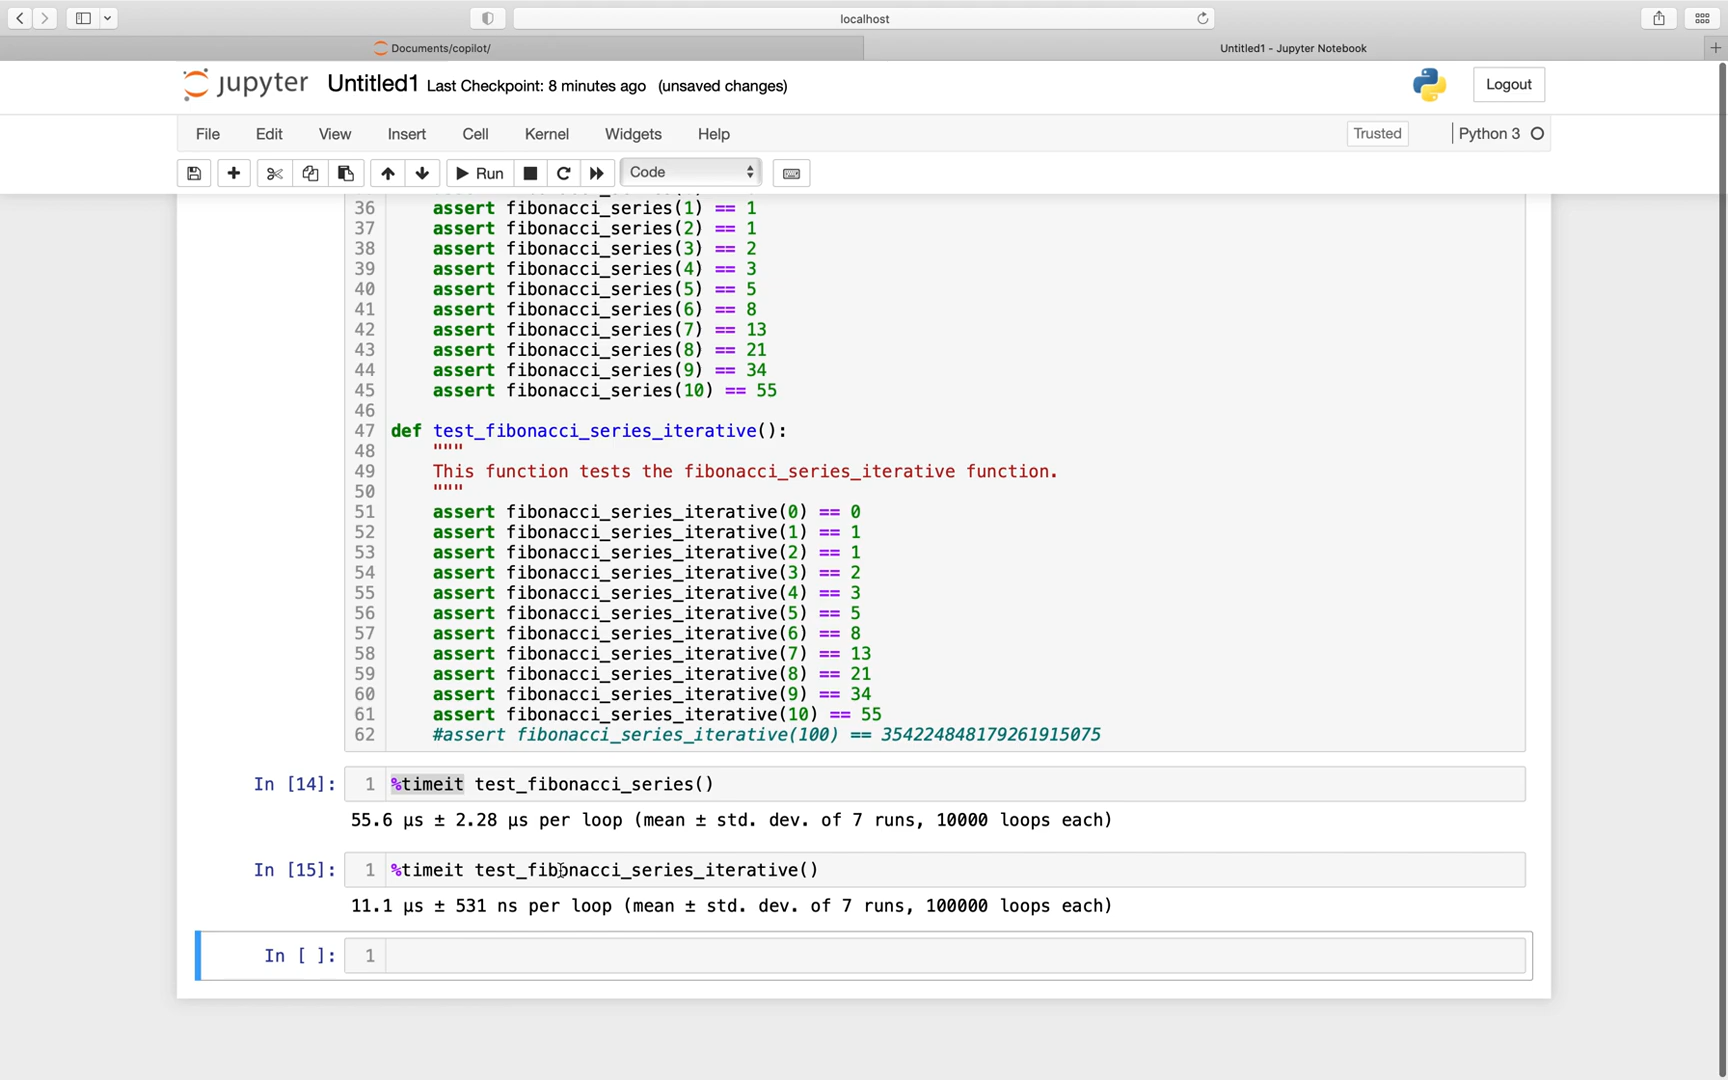 localhost
Documents/copilot/
Untitled1 - Jupyter Notebook
jupyter Untitled1 Last Checkpoint: 8 minutes ago (unsaved changes)
Logout
File Edit View Insert Cell Kernel Widgets Help
Trusted
Python 3
Run
Code
36 assert fibonacci_series(1) == 1
37 assert fibonacci_series(2) == 1
38 assert fibonacci_series(3) == 2
39 assert fibonacci_series(4) == 3
40 assert fibonacci_series(5) == 5
41 assert fibonacci_series(6) == 8
42 assert fibonacci_series(7) == 13
43 assert fibonacci_series(8) == 21
44 assert fibonacci_series(9) == 34
45 assert fibonacci_series(10) == 55
46
47 def test_fibonacci_series_iterative():
48 """
49 This function tests the fibonacci_series_iterative function.
50 """
51 assert fibonacci_series_iterative(0) == 0
52 assert fibonacci_series_iterative(1) == 1
53 assert fibonacci_series_iterative(2) == 1
54 assert fibonacci_series_iterative(3) == 2
55 assert fibonacci_series_iterative(4) == 3
56 assert fibonacci_series_iterative(5) == 5
57 assert fibonacci_series_iterative(6) == 8
58 assert fibonacci_series_iterative(7) == 13
59 assert fibonacci_series_iterative(8) == 21
60 assert fibonacci_series_iterative(9) == 34
61 assert fibonacci_series_iterative(10) == 55
62 #assert fibonacci_series_iterative(100) == 354224848179261915075
In [14]: 1 %timeit test_fibonacci_series()
55.6 µs ± 2.28 µs per loop (mean ± std. dev. of 7 runs, 10000 loops each)
In [15]: 1 %timeit test_fibonacci_series_iterative()
11.1 µs ± 531 ns per loop (mean ± std. dev. of 7 runs, 100000 loops each)
In [ ]: 1